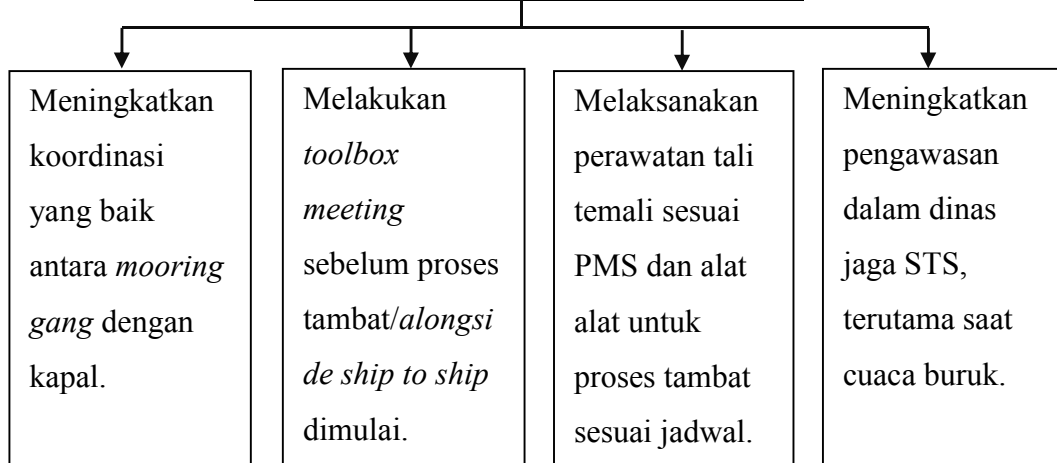 Meningkatkan
koordinasi
yang baik
antara mooring
gang dengan
kapal.
Melakukan
toolbox
meeting
sebelum proses
tambat/alongsi
de ship to ship
dimulai.
Melaksanakan
perawatan tali
temali sesuai
PMS dan alat
alat untuk
proses tambat
sesuai jadwal.
Meningkatkan
pengawasan
dalam dinas
jaga STS,
terutama saat
cuaca buruk.